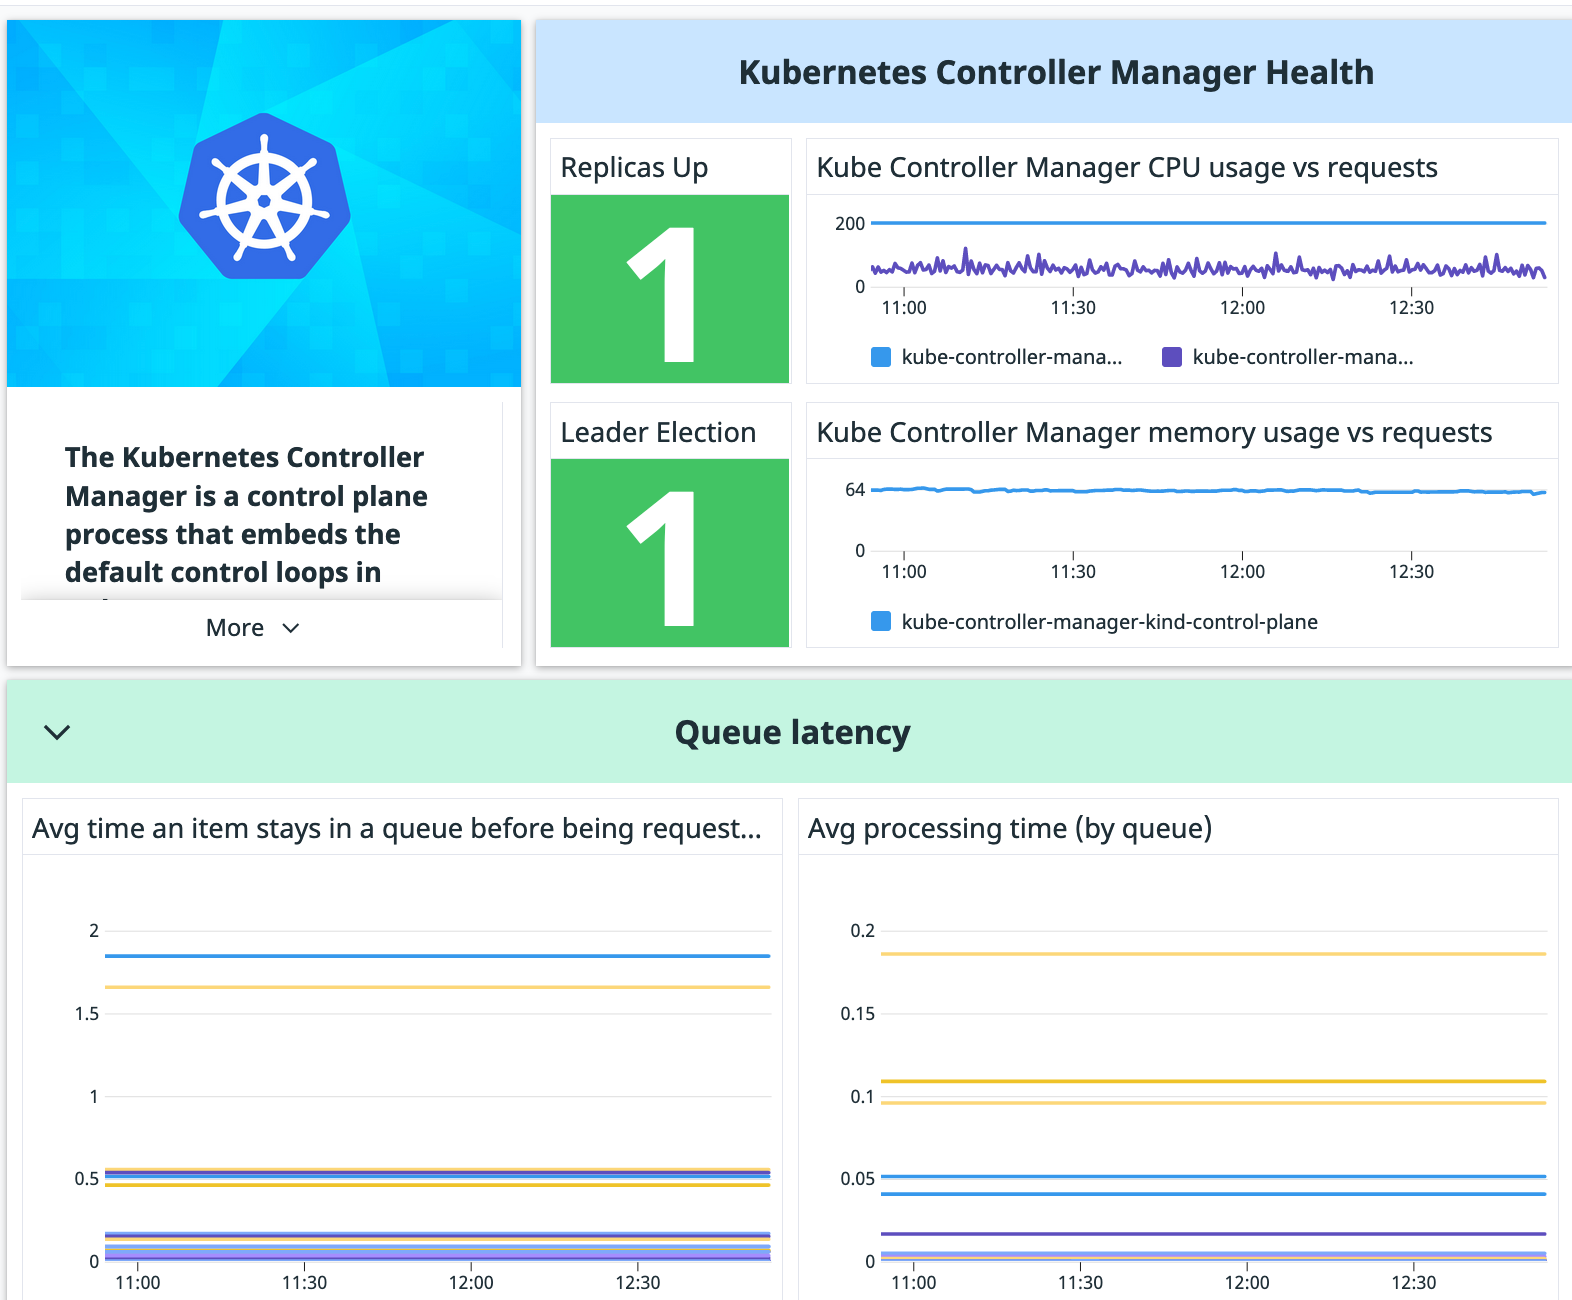 Kubernetes Controller Manager Health
Replicas Up
1
Kube Controller Manager CPU usage vs requests
200
0
11:00 11:30 12:00 12:30
kube-controller-mana... kube-controller-mana...
The Kubernetes Controller
Manager is a control plane
process that embeds the
default control loops in
More
Leader Election
1
Kube Controller Manager memory usage vs requests
64
0
11:00 11:30 12:00 12:30
kube-controller-manager-kind-control-plane
Queue latency
Avg time an item stays in a queue before being request...
2
1.5
1
0.5
0
11:00 11:30 12:00 12:30
Avg processing time (by queue)
0.2
0.15
0.1
0.05
0
11:00 11:30 12:00 12:30